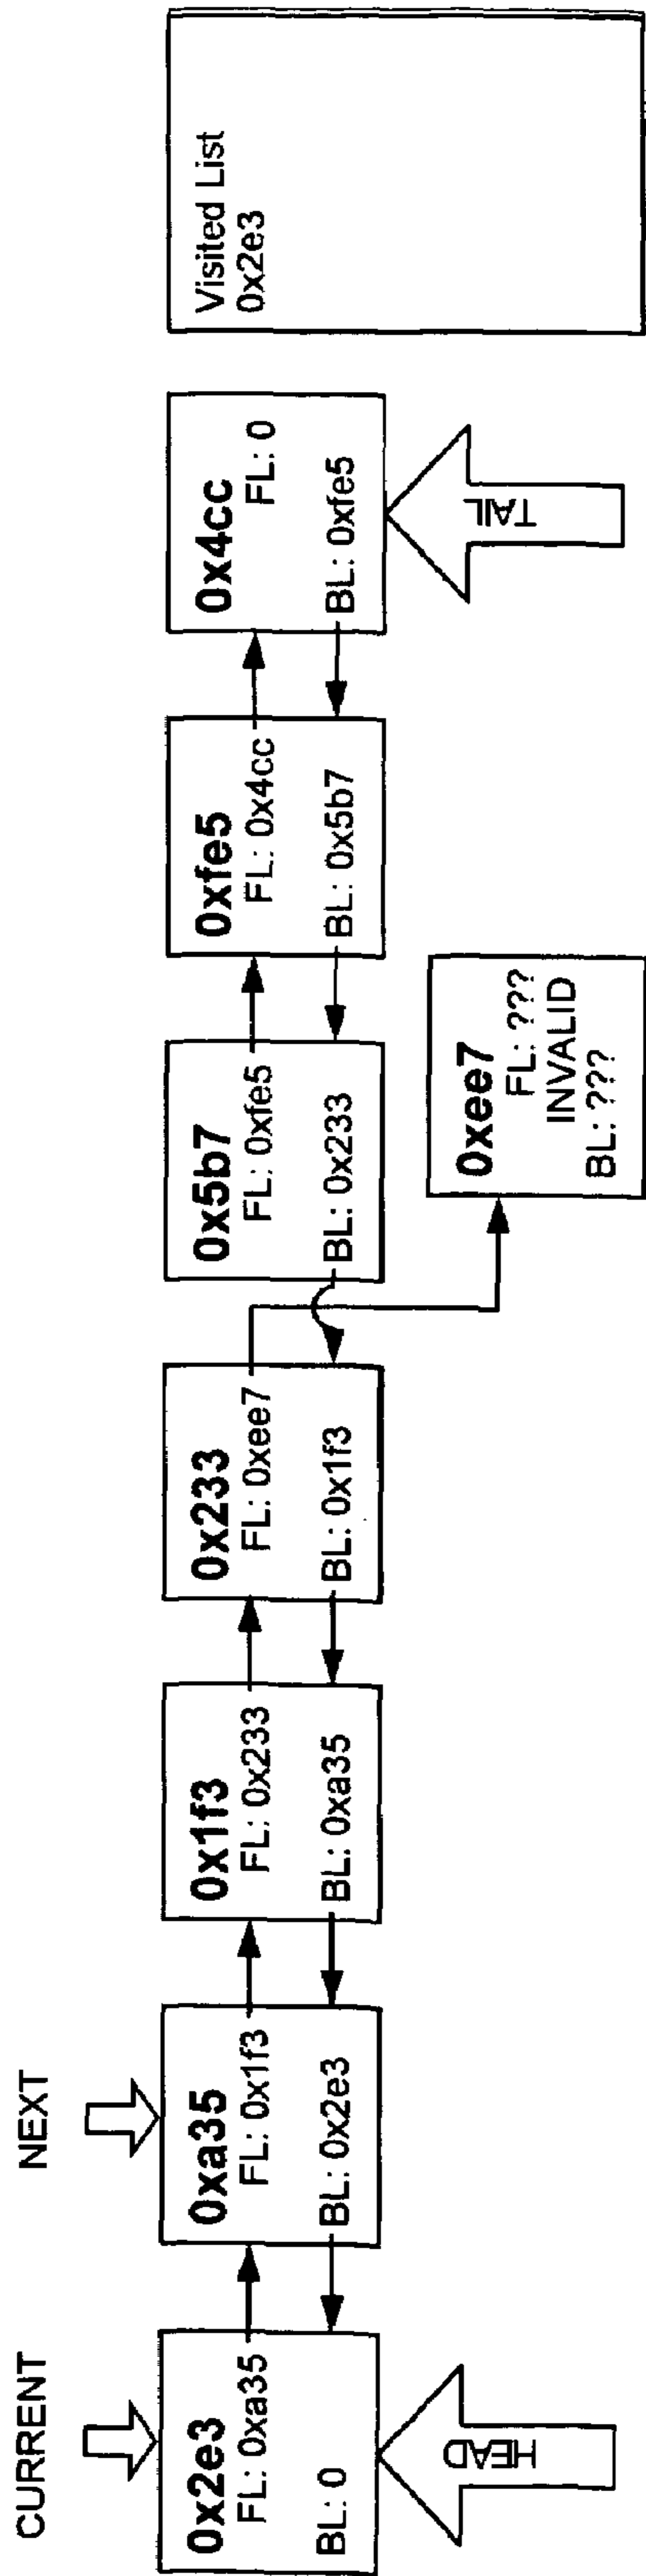 CURRENT
NEXT
0x2e3
FL: 0xa35
BL: 0
HEAD
0xa35
FL: 0x1f3
BL: 0x2e3
0x1f3
FL: 0x233
BL: 0xa35
0x233
FL: 0xee7
BL: 0x1f3
0x5b7
FL: 0xfe5
BL: 0x233
0xee7
FL: ???
INVALID
BL: ???
0xfe5
FL: 0x4cc
BL: 0x5b7
0x4cc
FL: 0
BL: 0xfe5
TAIL
Visited List
0x2e3